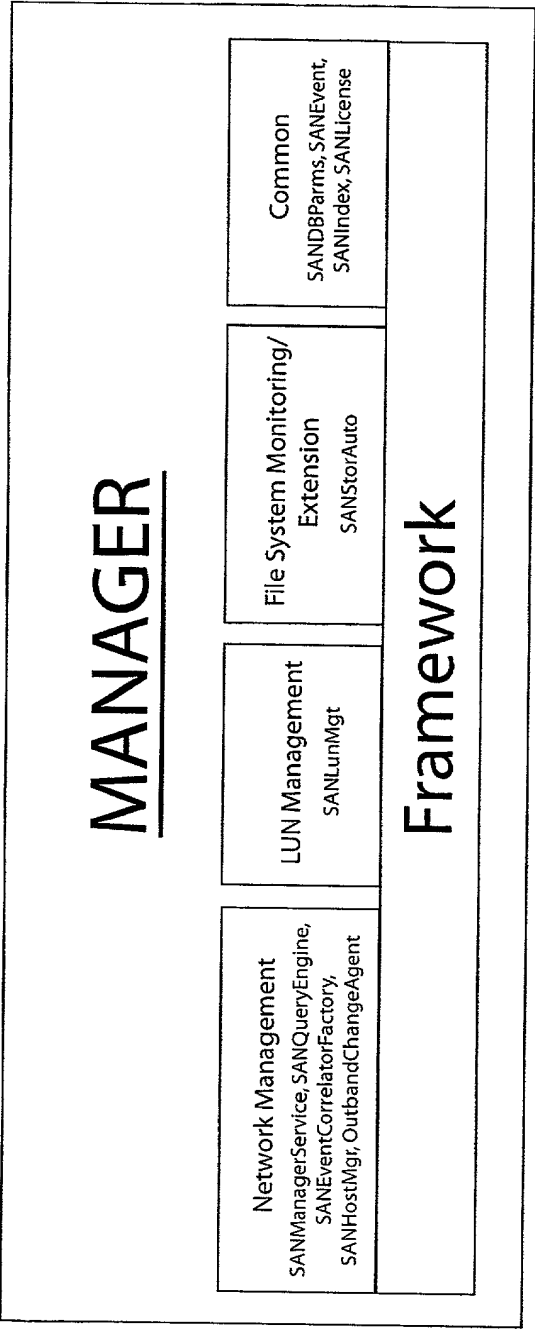 MANAGER
Network Management
SANManagerService, SANQueryEngine,
SANEventCorrelatorFactory,
SANHostMgr, OutbandChangeAgent
LUN Management
SANLunMgt
File System Monitoring/
Extension
SANStorAuto
Common
SANDBParms, SANEvent,
SANIndex, SANLicense
Framework